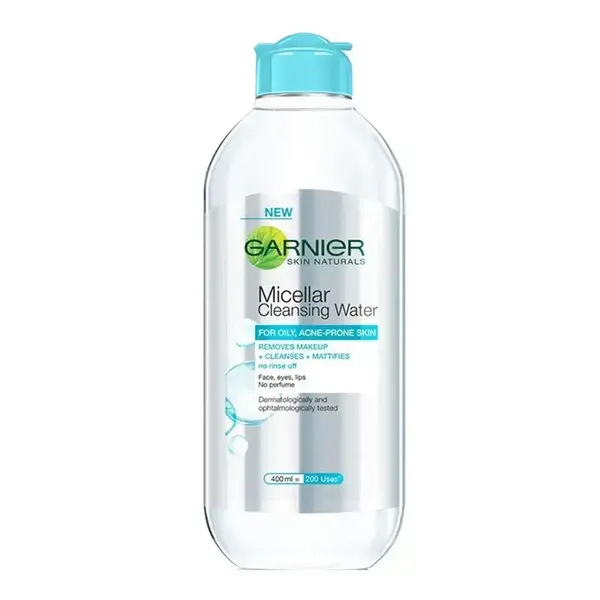 NEW
GARNIER
SKIN NATURALS
Micellar
Cleansing Water
FOR OILY, ACNE-PRONE SKIN
REMOVES MAKEUP
+ CLEANSES + MATTIFIES
no rinse off
Face, eyes, lips
No perfume
Dermatologically and
ophtalmologically tested
400ml = 200 Uses*